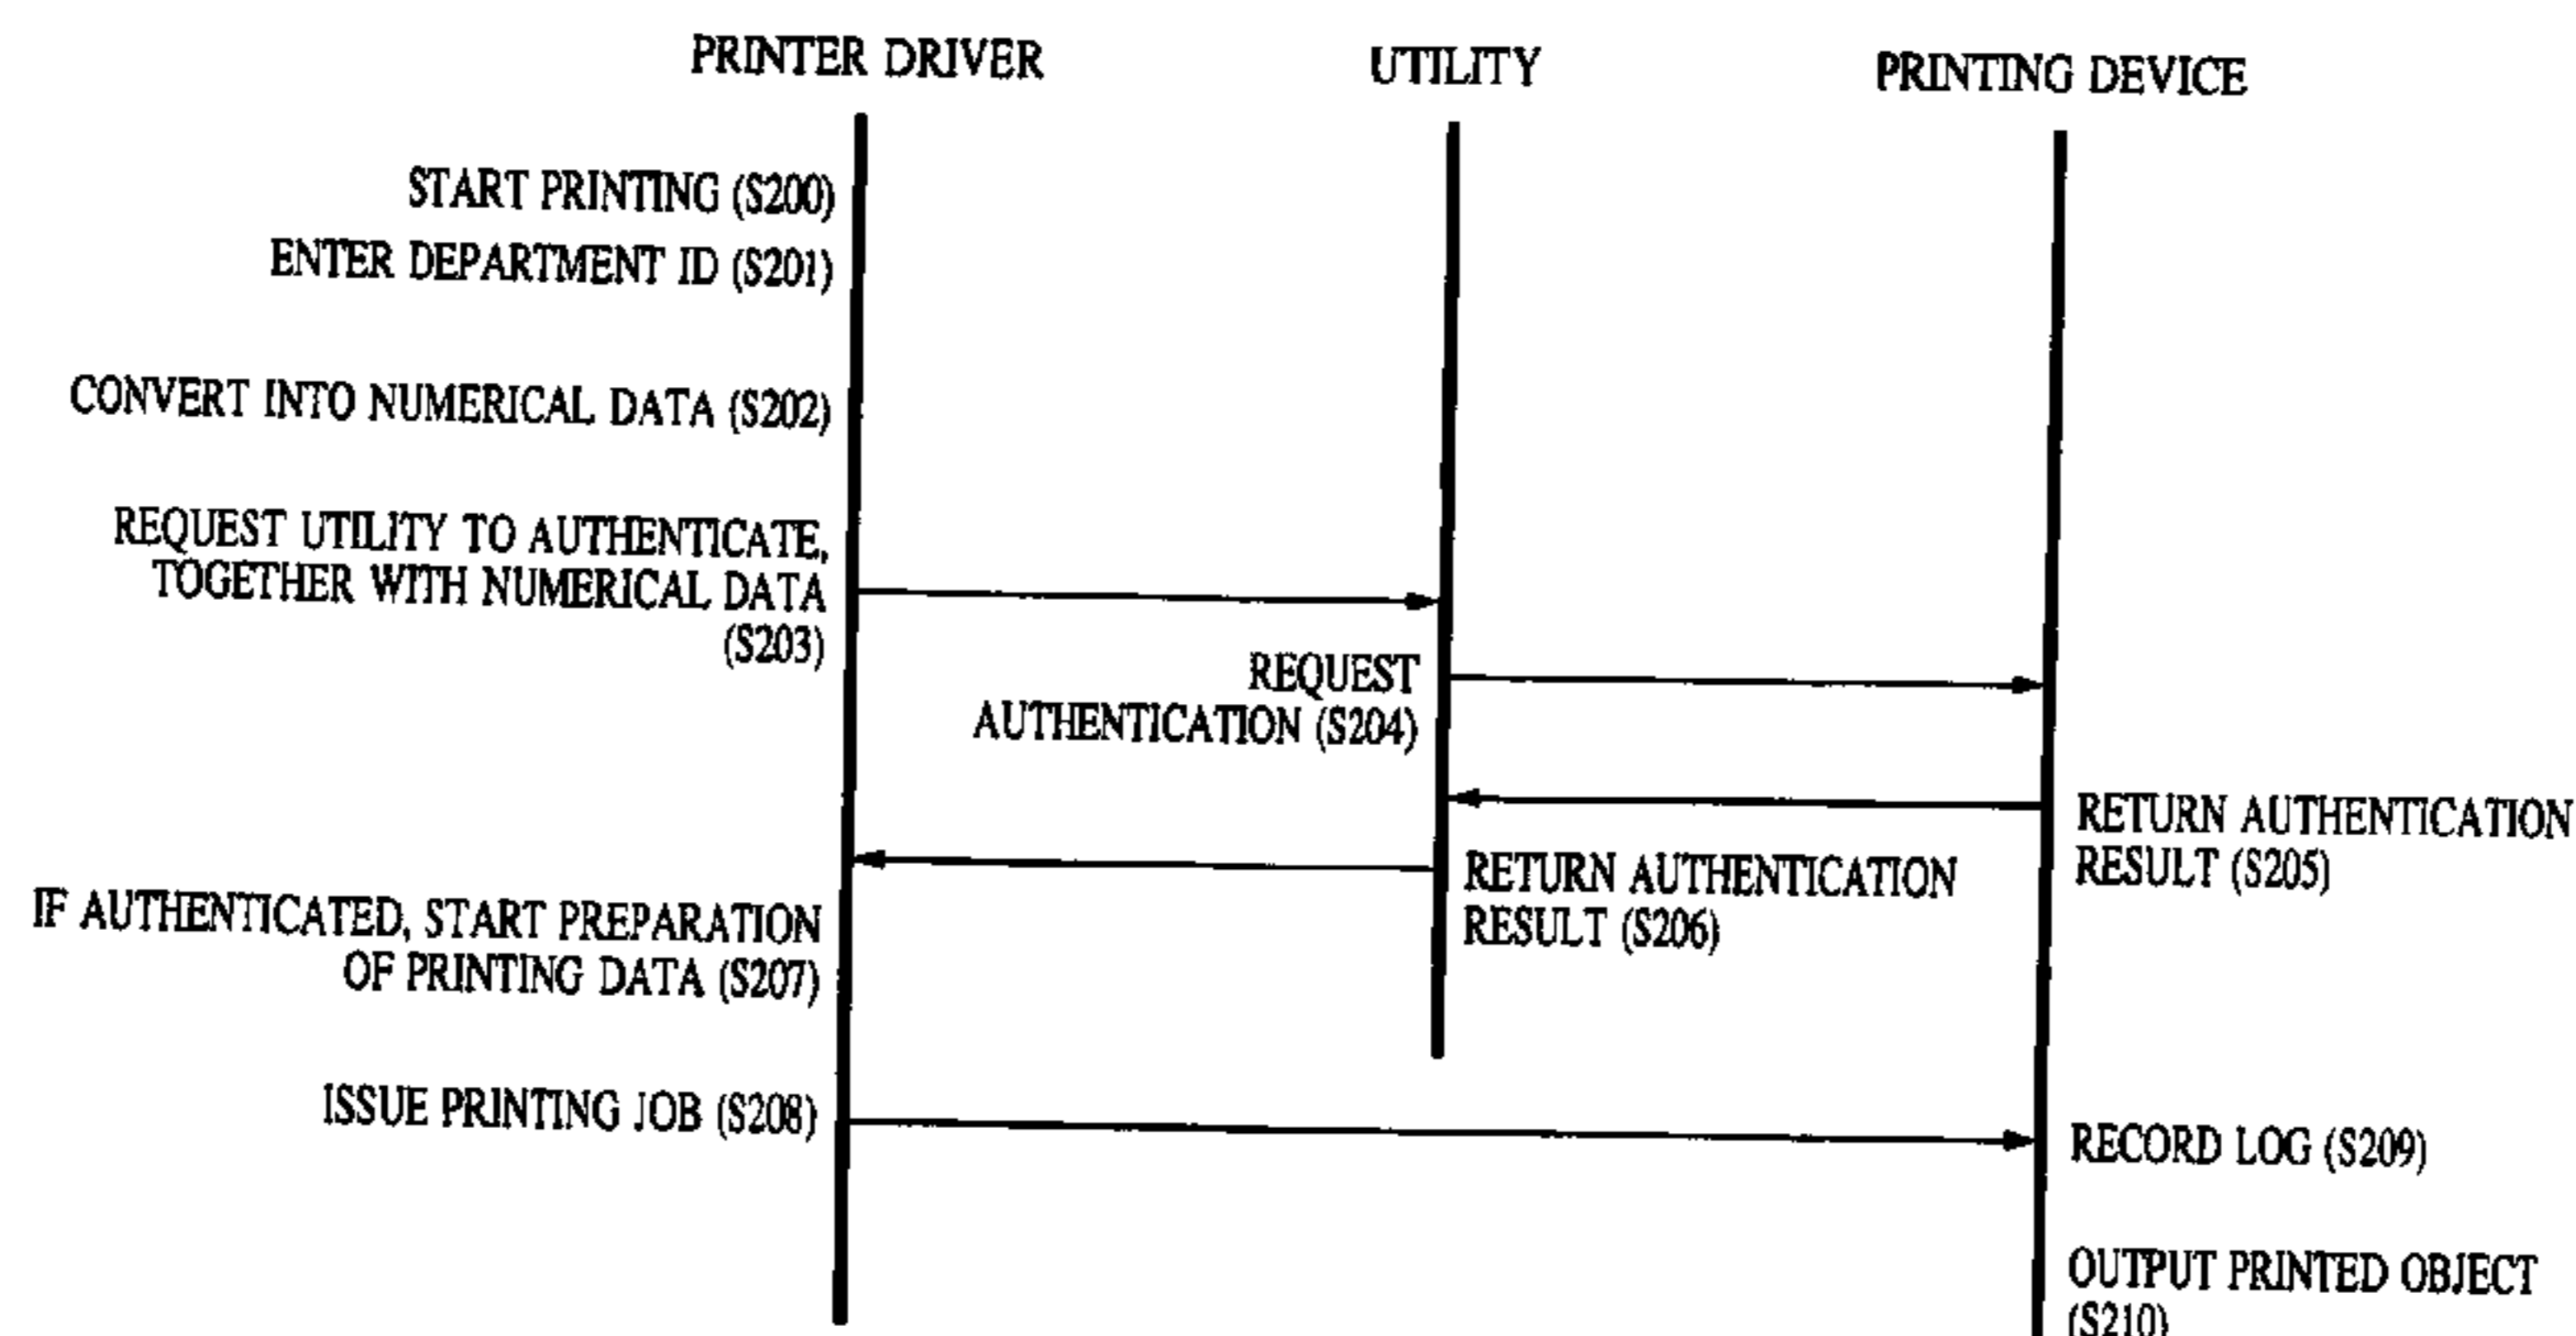 PRINTER DRIVER
UTILITY
PRINTING DEVICE
START PRINTING (S200)
ENTER DEPARTMENT ID (S201)
CONVERT INTO NUMERICAL DATA (S202)
REQUEST UTILITY TO AUTHENTICATE,
TOGETHER WITH NUMERICAL DATA
(S203)
REQUEST
AUTHENTICATION (S204)
RETURN AUTHENTICATION
RESULT (S205)
RETURN AUTHENTICATION
RESULT (S206)
IF AUTHENTICATED, START PREPARATION
OF PRINTING DATA (S207)
ISSUE PRINTING JOB (S208)
RECORD LOG (S209)
OUTPUT PRINTED OBJECT
(S210)